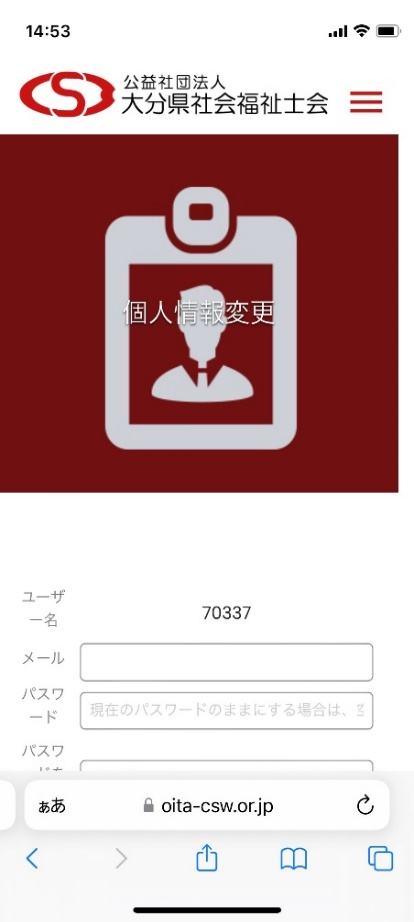 14:53
公益社団法人
大分県社会福祉士会
個人情報変更
ユーザ
ー名
70337
メール
パスワ
ード
現在のパスワードのままにする場合は、
パスワ
ぁあ
oita-csw.or.jp